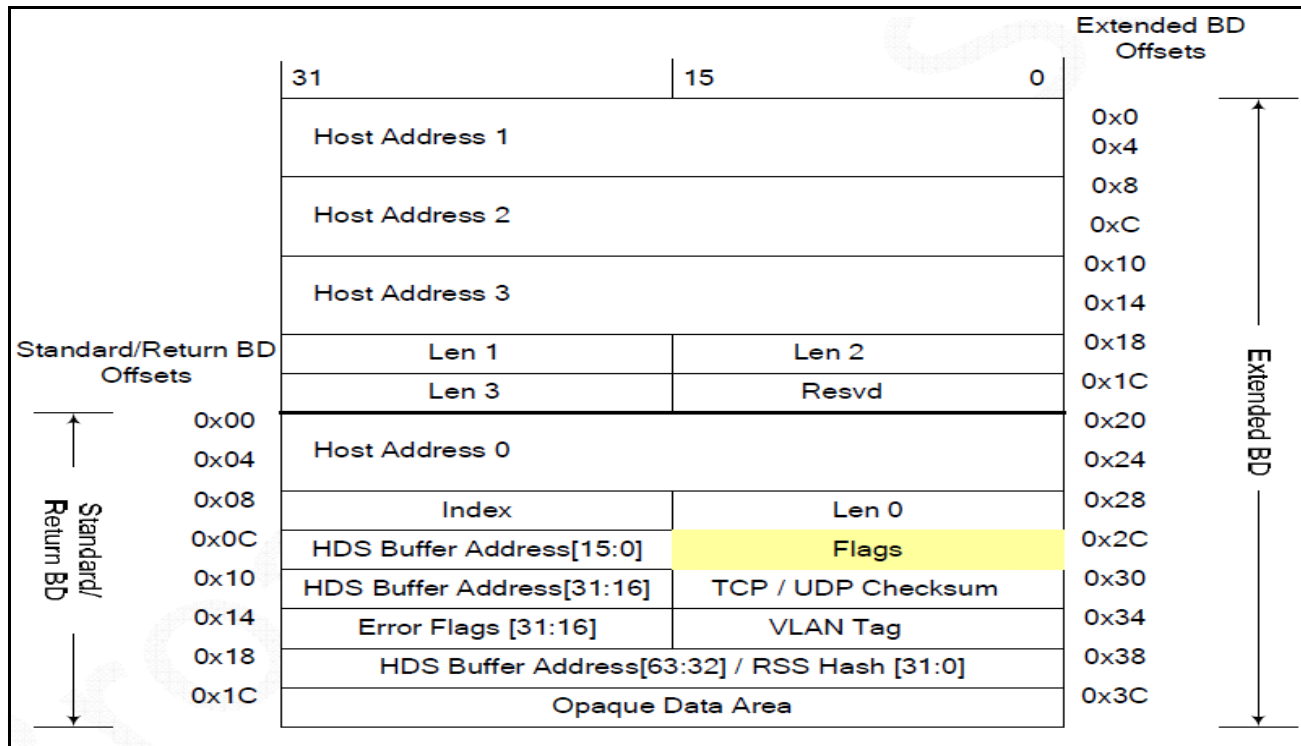 Extended BD
Offsets
31 15 0
Host Address 1
0x0
0x4
Host Address 2
0x8
0xC
Host Address 3
0x10
0x14
Standard/Return BD
Offsets
Len 1 Len 2 0x18
Len 3 Resvd 0x1C
0x00 Host Address 0 0x20
0x04 0x24
0x08 Index Len 0 0x28
0x0C HDS Buffer Address[15:0] Flags 0x2C
0x10 HDS Buffer Address[31:16] TCP / UDP Checksum 0x30
0x14 Error Flags [31:16] VLAN Tag 0x34
0x18 HDS Buffer Address[63:32] / RSS Hash [31:0] 0x38
0x1C Opaque Data Area 0x3C
Standard/
Return BD
Extended BD